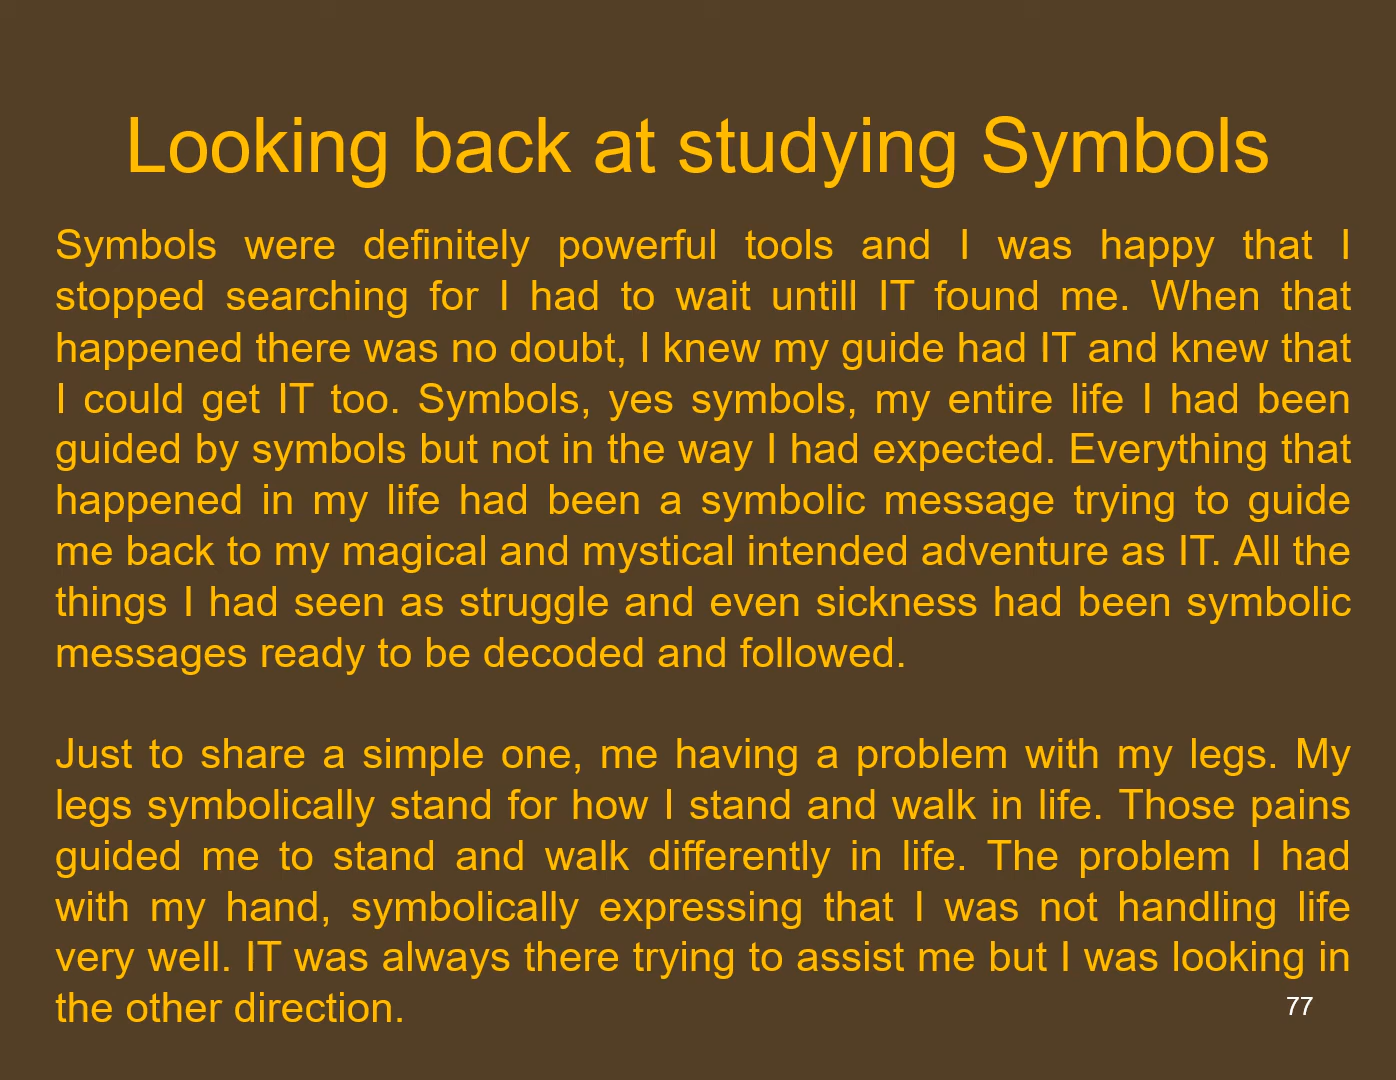 Looking back at studying Symbols
Symbols were definitely powerful tools and I was happy that I
stopped searching for I had to wait untill IT found me. When that
happened there was no doubt, I knew my guide had IT and knew that
I could get IT too. Symbols, yes symbols, my entire life I had been
guided by symbols but not in the way I had expected. Everything that
happened in my life had been a symbolic message trying to guide
me back to my magical and mystical intended adventure as IT. All the
things I had seen as struggle and even sickness had been symbolic
messages ready to be decoded and followed.
Just to share a simple one, me having a problem with my legs. My
legs symbolically stand for how I stand and walk in life. Those pains
guided me to stand and walk differently in life. The problem I had
with my hand, symbolically expressing that I was not handling life
very well. IT was always there trying to assist me but I was looking in
the other direction.
77